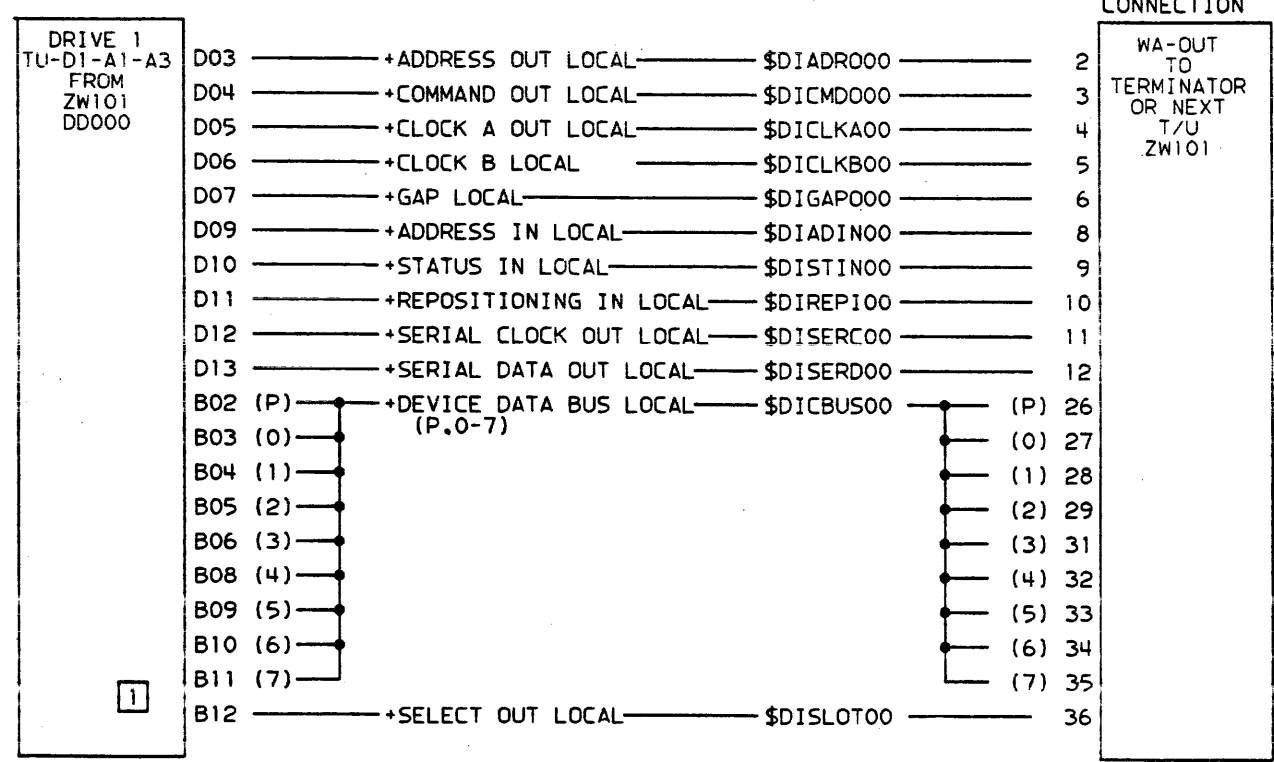 CONNECTION
DRIVE 1
TU-D1-A1-A3
FROM
ZW101
DD000
WA-OUT
TO
TERMINATOR
OR NEXT
T/U
ZW101
D03 +ADDRESS OUT LOCAL $DIADRO00 2
D04 +COMMAND OUT LOCAL $DICMDO00 3
D05 +CLOCK A OUT LOCAL $DICLKA00 4
D06 +CLOCK B LOCAL $DICLKB00 5
D07 +GAP LOCAL $DIGAPO00 6
D09 +ADDRESS IN LOCAL $DIADIN00 8
D10 +STATUS IN LOCAL $DISTIN00 9
D11 +REPOSITIONING IN LOCAL $DIREPI00 10
D12 +SERIAL CLOCK OUT LOCAL $DISERC00 11
D13 +SERIAL DATA OUT LOCAL $DISERD00 12
B02 (P) +DEVICE DATA BUS LOCAL $DICBUS00 (P) 26
(P.0-7)
B03 (0) (0) 27
B04 (1) (1) 28
B05 (2) (2) 29
B06 (3) (3) 31
B08 (4) (4) 32
B09 (5) (5) 33
B10 (6) (6) 34
B11 (7) (7) 35
1
B12 +SELECT OUT LOCAL $DISLOT00 36